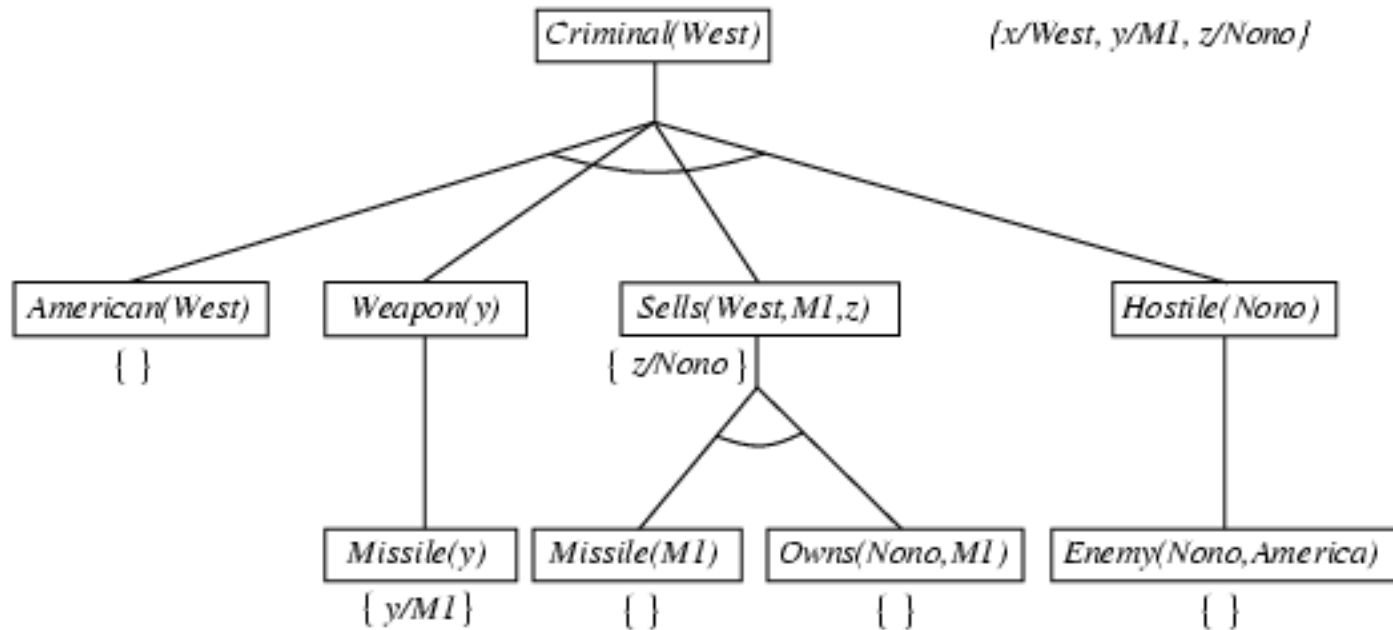 Criminal(West)
{x/West, y/M1, z/Nono}
American(West)
Weapon(y)
Sells(West,M1,z)
Hostile(Nono)
{ }
{ z/Nono }
Missile(y)
Missile(M1)
Owns(Nono,M1)
Enemy(Nono,America)
{ y/M1 }
{ }
{ }
{ }